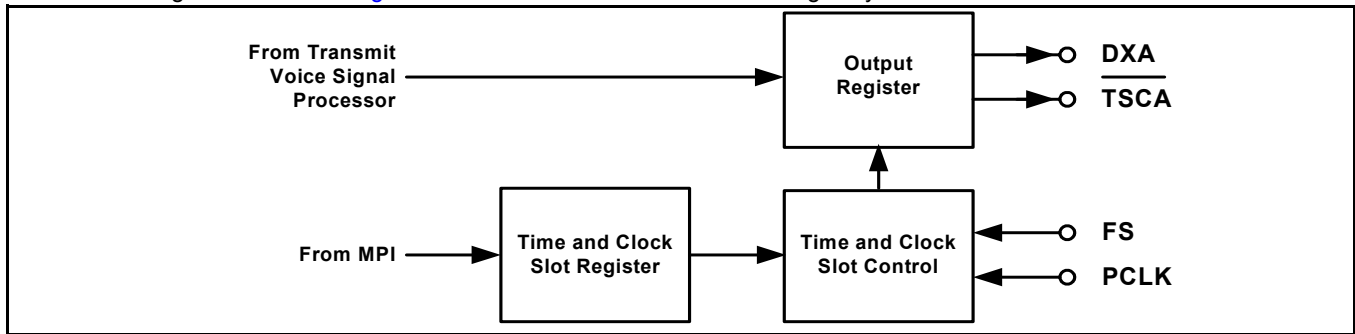 From Transmit
Voice Signal
Processor
Output
Register
DXA
TSCA
From MPI
Time and Clock
Slot Register
Time and Clock
Slot Control
FS
PCLK